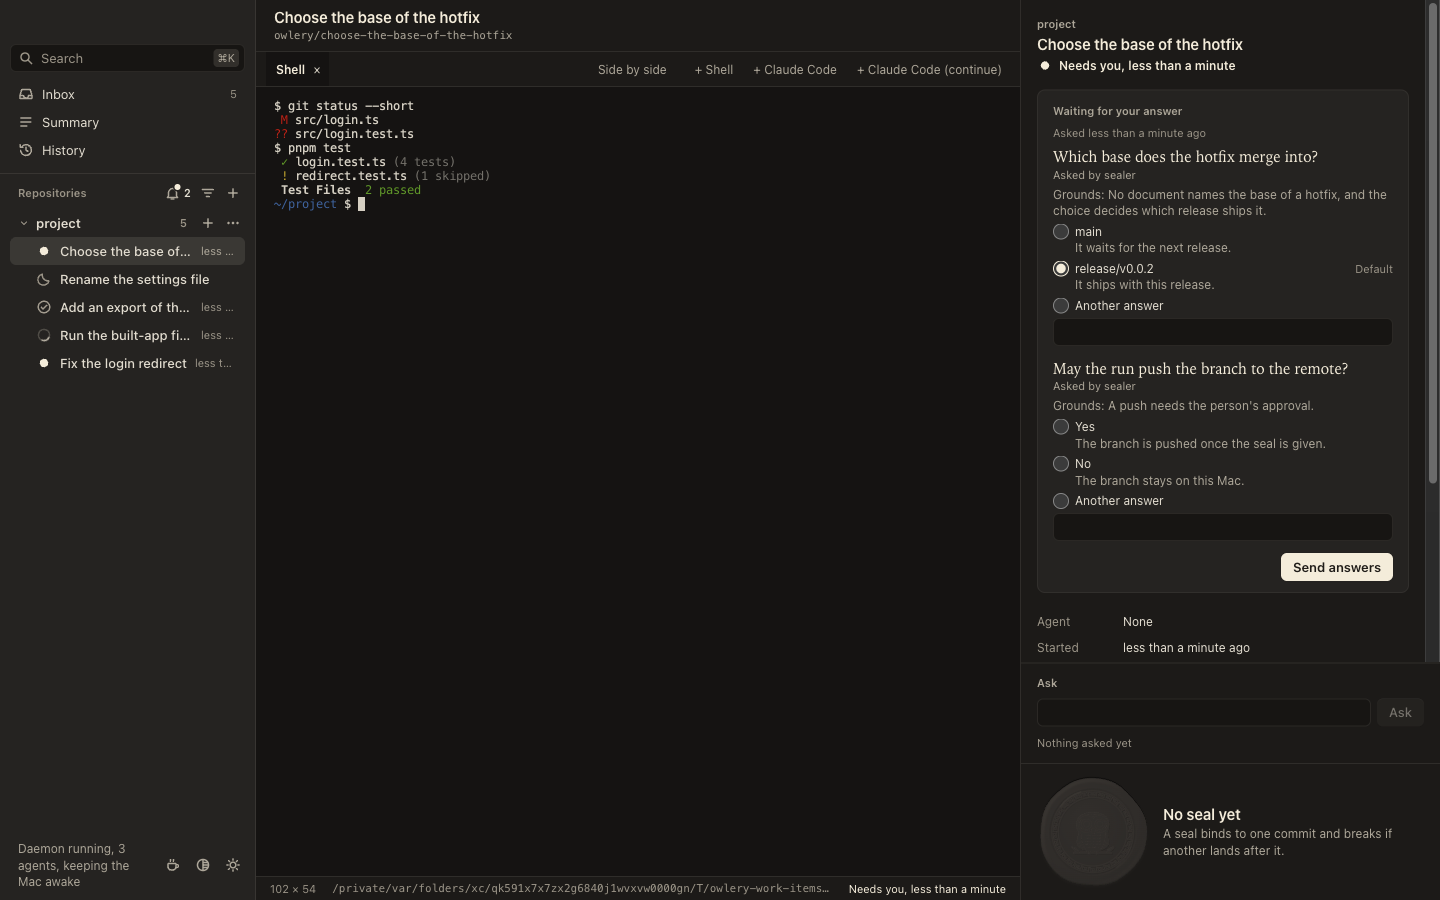 Search ⌘K
Inbox 5
Summary
History
Repositories 2
project 5
Choose the base of... less ...
Rename the settings file
Add an export of th... less ...
Run the built-app fi... less ...
Fix the login redirect less t...
Daemon running, 3
agents, keeping the
Mac awake
Choose the base of the hotfix
owlery/choose-the-base-of-the-hotfix
Shell ×
Side by side + Shell + Claude Code + Claude Code (continue)
$ git status --short
M src/login.ts
?? src/login.test.ts
$ pnpm test
✓ login.test.ts (4 tests)
! redirect.test.ts (1 skipped)
Test Files 2 passed
~/project $
102 × 54 /private/var/folders/xc/qk591x7x7zx2g6840j1wvxvw0000gn/T/owlery-work-items… Needs you, less than a minute
project
Choose the base of the hotfix
Needs you, less than a minute
Waiting for your answer
Asked less than a minute ago
Which base does the hotfix merge into?
Asked by sealer
Grounds: No document names the base of a hotfix, and the
choice decides which release ships it.
main
It waits for the next release.
release/v0.0.2 Default
It ships with this release.
Another answer
May the run push the branch to the remote?
Asked by sealer
Grounds: A push needs the person's approval.
Yes
The branch is pushed once the seal is given.
No
The branch stays on this Mac.
Another answer
Send answers
Agent None
Started less than a minute ago
Ask
Ask
Nothing asked yet
No seal yet
A seal binds to one commit and breaks if
another lands after it.